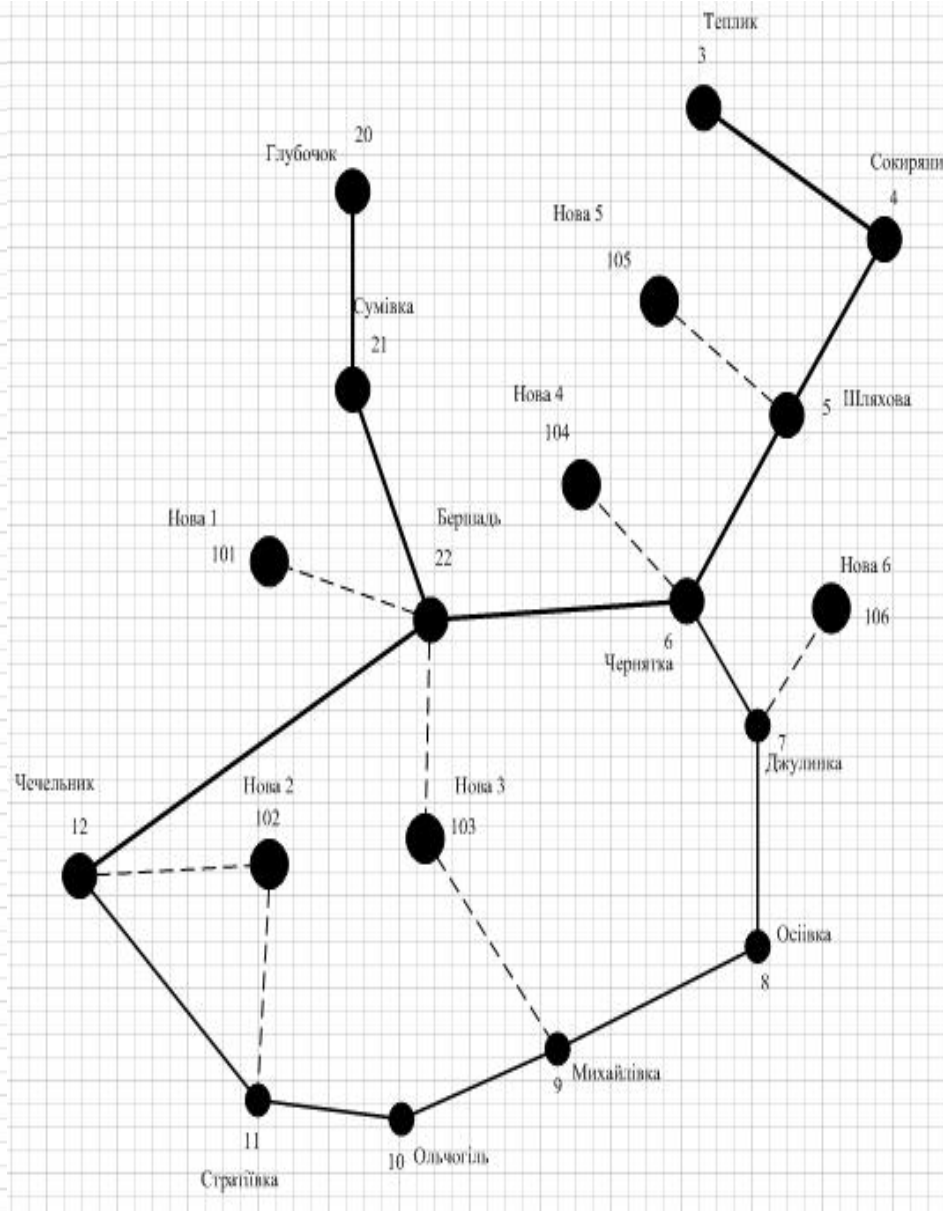 Теплик
3
20
Глубочок
Сокиряни
4
Нова 5
105
Сумівка
21
Нова 4
104
5 Шляхова
Нова 1
101
Бершадь
22
Нова 6
106
6
Чернятка
7
Джулинка
Чечельник
12
Нова 2
102
Нова 3
103
Осіївка
8
9 Михайлівка
11
10 Ольчогіль
Стратіївка